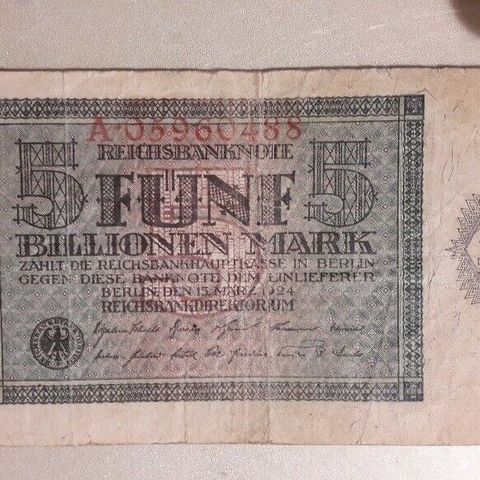 A·03960488
REICHSBANKNOTE
5 FÜNF 5
BILLIONEN MARK
ZAHLT DIE REICHSBANKHAUPTKASSE IN BERLIN
GEGEN DIESE BANKNOTE DEM EINLIEFERER
BERLIN, DEN 15. MÄRZ 1924
REICHSBANKDIREKTORIUM